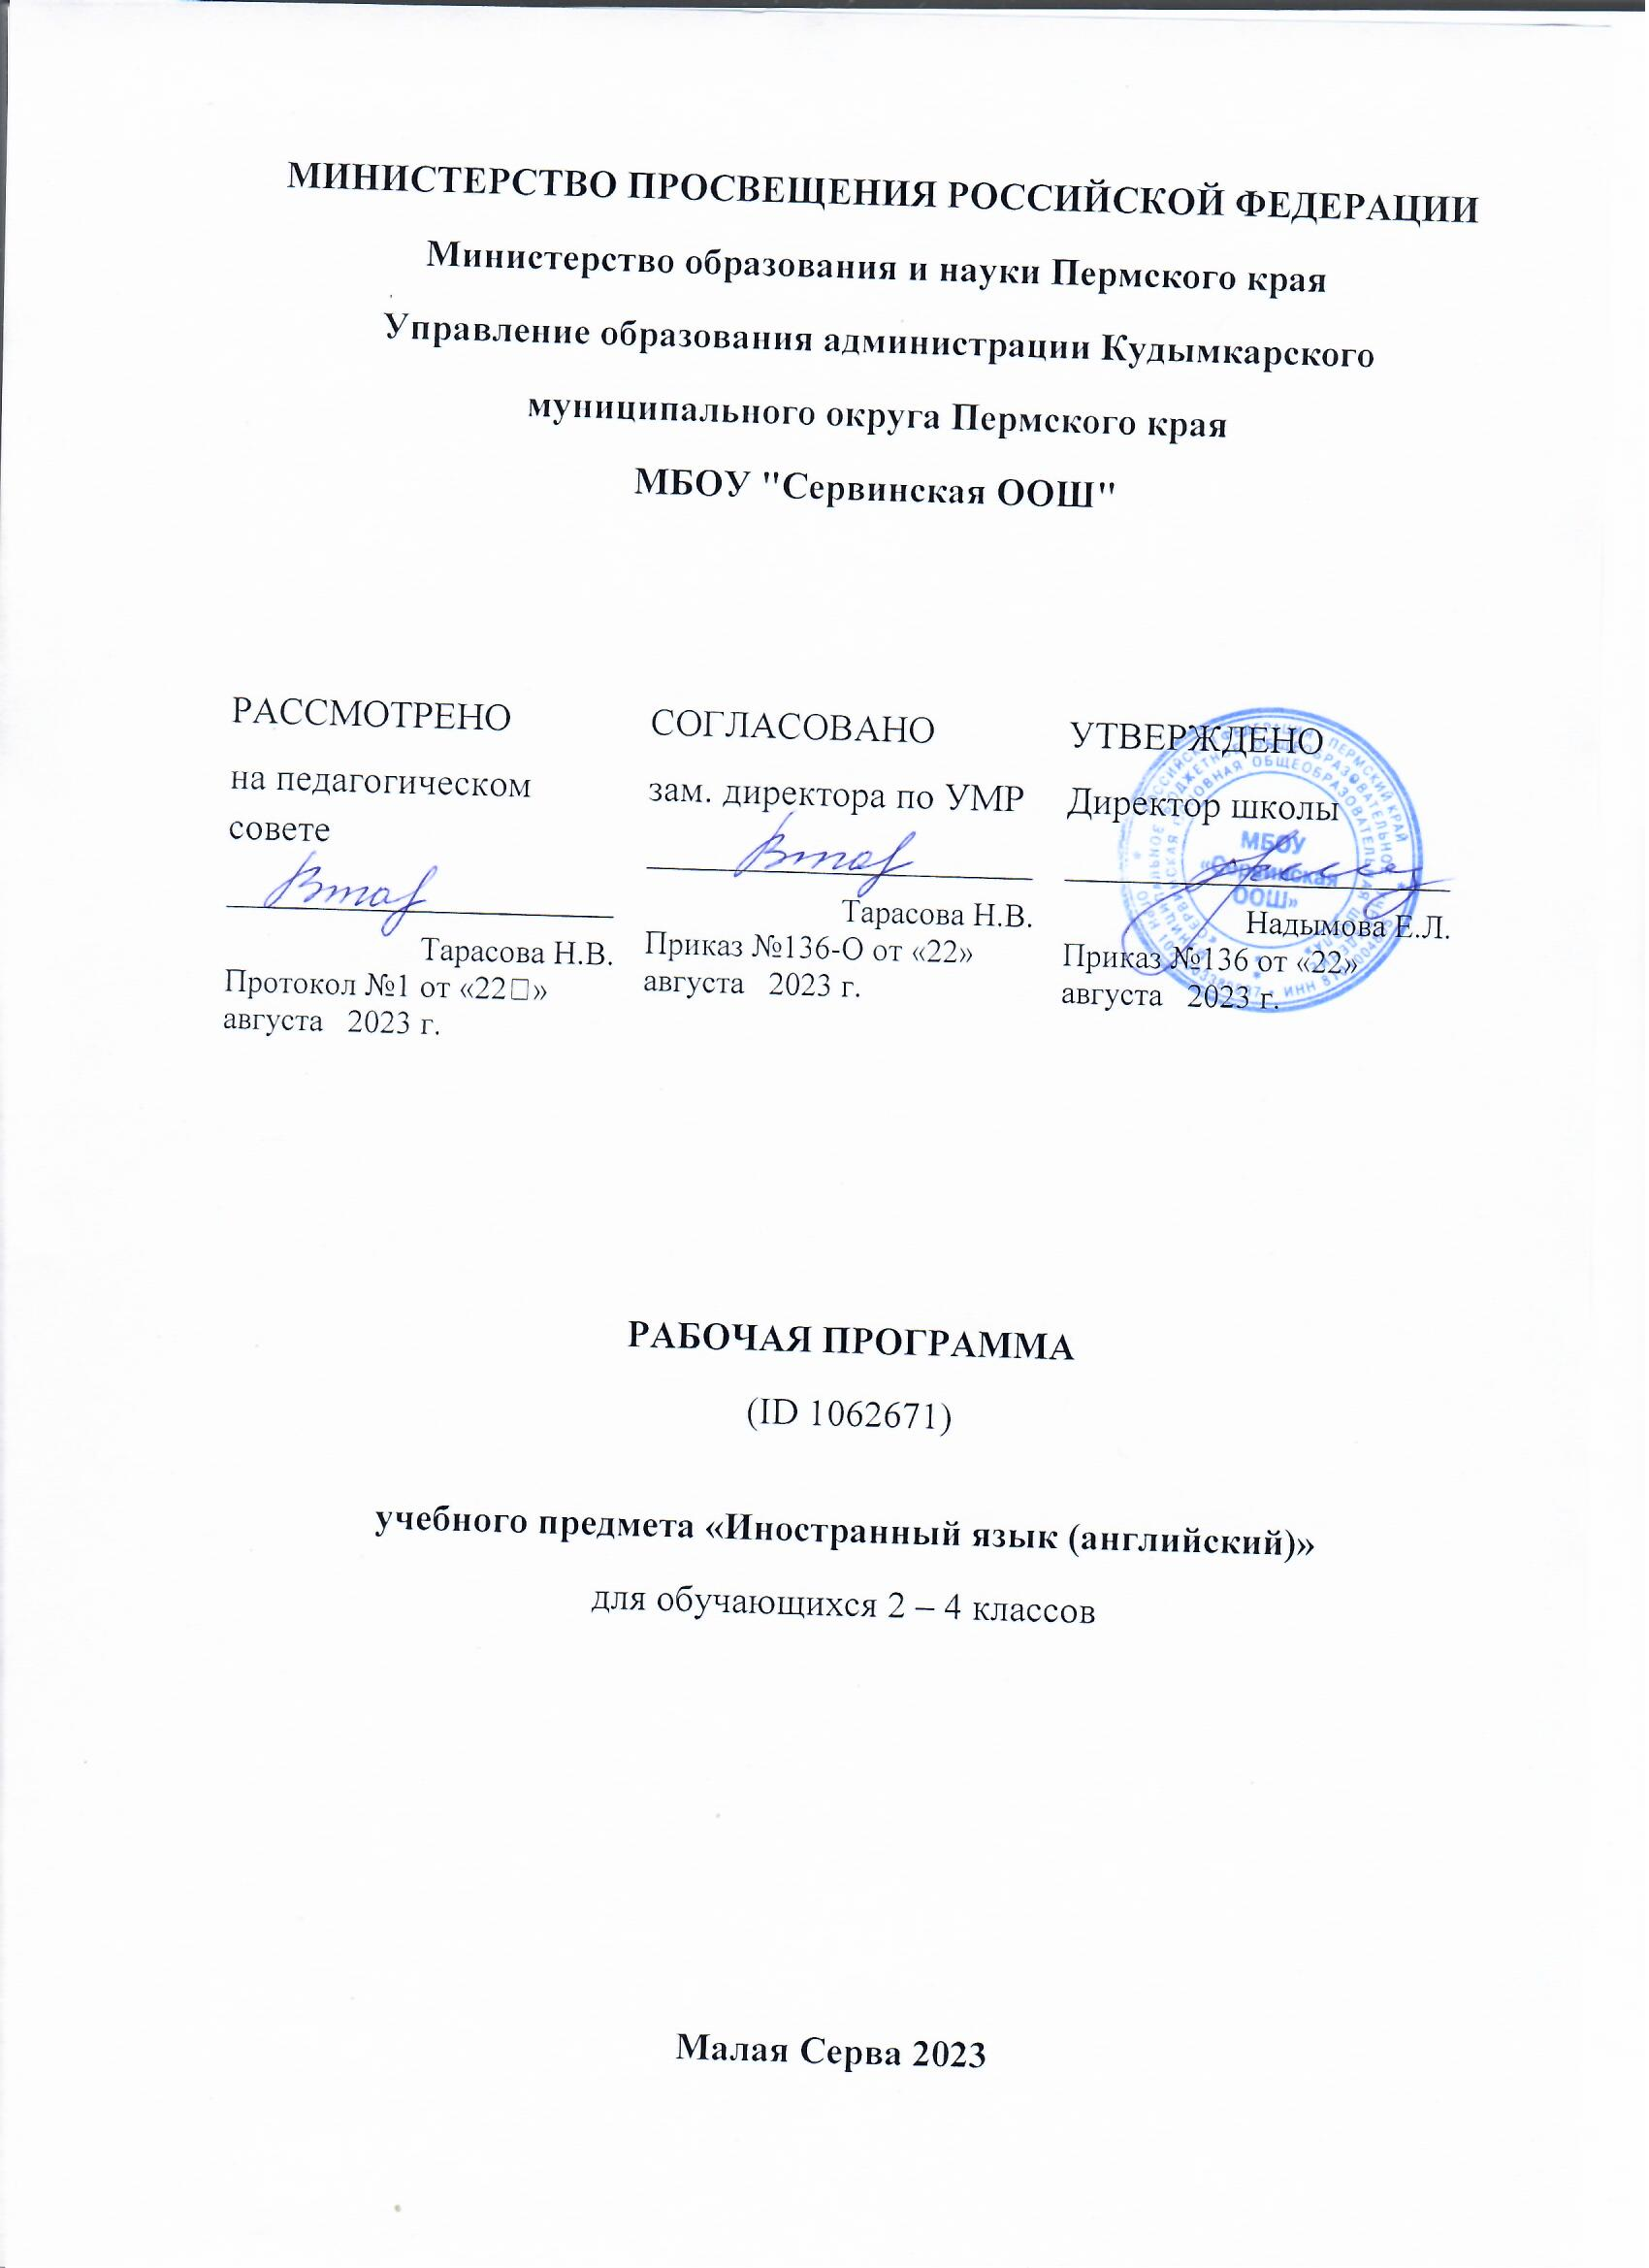 МИНИСТЕРСТВО ПРОСВЕЩЕНИЯ РОССИЙСКОЙ ФЕДЕРАЦИИ
Министерство образования и науки Пермского края
Управление образования администрации Кудымкарского
муниципального округа Пермского края
МБОУ "Сервинская ООШ"
РАССМОТРЕНО
на педагогическом
совете
Тарасова Н.В.
Протокол №1 от «22□»
августа 2023 г.
СОГЛАСОВАНО
зам. директора по УМР
Тарасова Н.В.
Приказ №136-О от «22»
августа 2023 г.
УТВЕРЖДЕНО
Директор школы
Надымова Е.Л.
Приказ №136 от «22»
августа 2023 г.
МБОУ
«Сервинская
ООШ»
РАБОЧАЯ ПРОГРАММА
(ID 1062671)
учебного предмета «Иностранный язык (английский)»
для обучающихся 2 – 4 классов
Малая Серва 2023